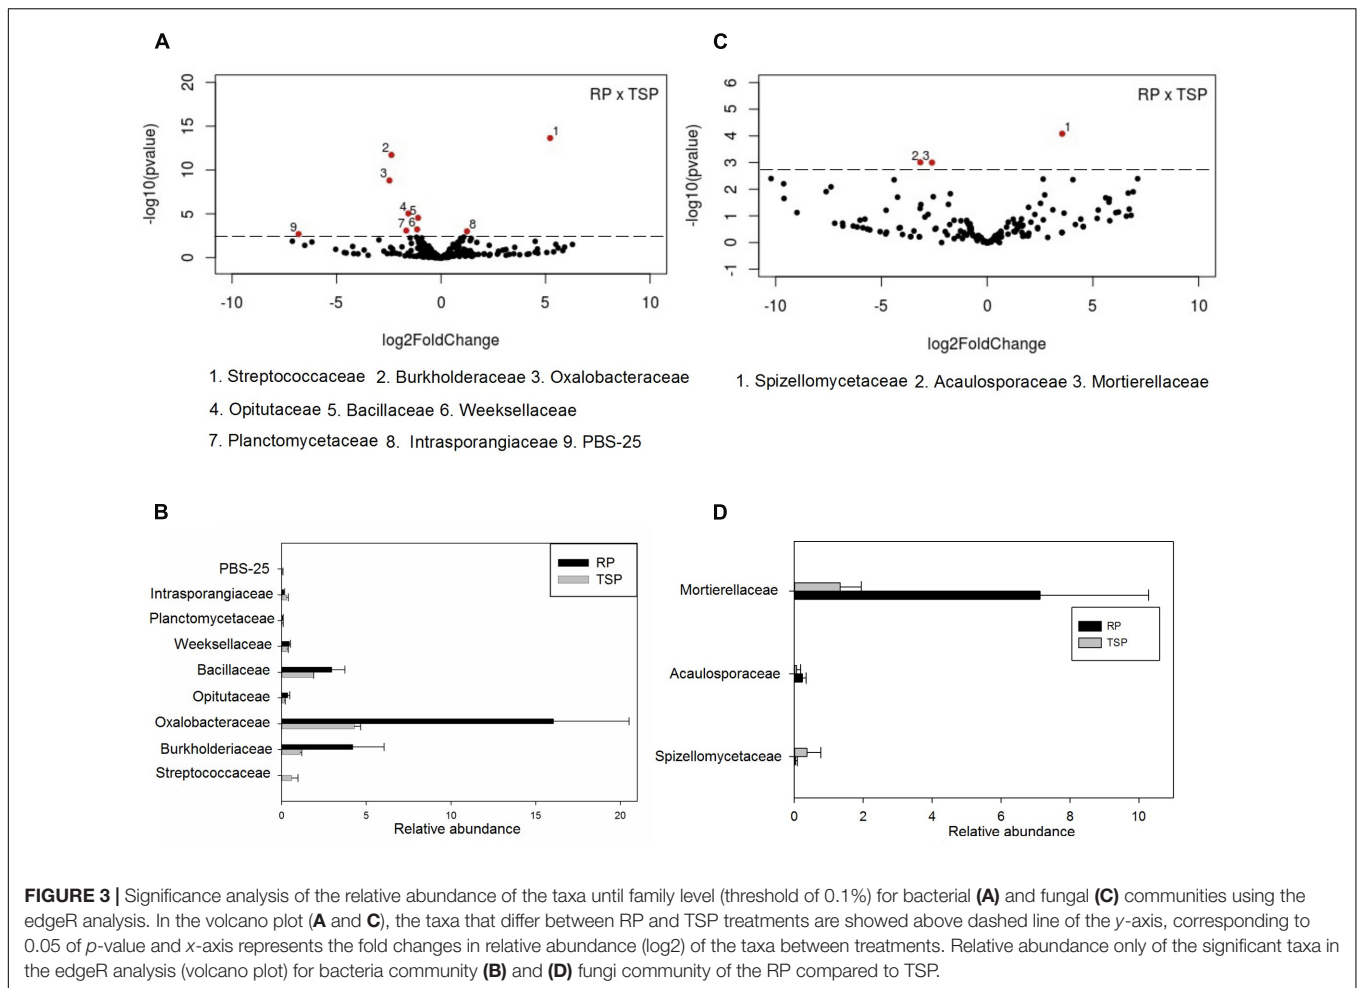 A
20
15
10
5
0
-log10(pvalue)
RP x TSP
1
2
3
4
5
6
7
8
9
-10
-5
0
5
10
log2FoldChange
1. Streptococcaceae 2. Burkholderaceae 3. Oxalobacteraceae
4. Opitutaceae 5. Bacillaceae 6. Weeksellaceae
7. Planctomycetaceae 8. Intrasporangiaceae 9. PBS-25
C
6
5
4
3
2
1
0
-1
-log10(pvalue)
RP x TSP
1
2
3
-10
-5
0
5
10
log2FoldChange
1. Spizellomycetaceae 2. Acaulosporaceae 3. Mortierellaceae
B
RP
TSP
PBS-25
Intrasporangiaceae
Planctomycetaceae
Weeksellaceae
Bacillaceae
Opitutaceae
Oxalobacteraceae
Burkholderiaceae
Streptococcaceae
0
5
10
15
20
Relative abundance
D
Mortierellaceae
Acaulosporaceae
Spizellomycetaceae
RP
TSP
0
2
4
6
8
10
Relative abundance
FIGURE 3 | Significance analysis of the relative abundance of the taxa until family level (threshold of 0.1%) for bacterial (A) and fungal (C) communities using the
edgeR analysis. In the volcano plot (A and C), the taxa that differ between RP and TSP treatments are showed above dashed line of the y-axis, corresponding to
0.05 of p-value and x-axis represents the fold changes in relative abundance (log2) of the taxa between treatments. Relative abundance only of the significant taxa in
the edgeR analysis (volcano plot) for bacteria community (B) and (D) fungi community of the RP compared to TSP.